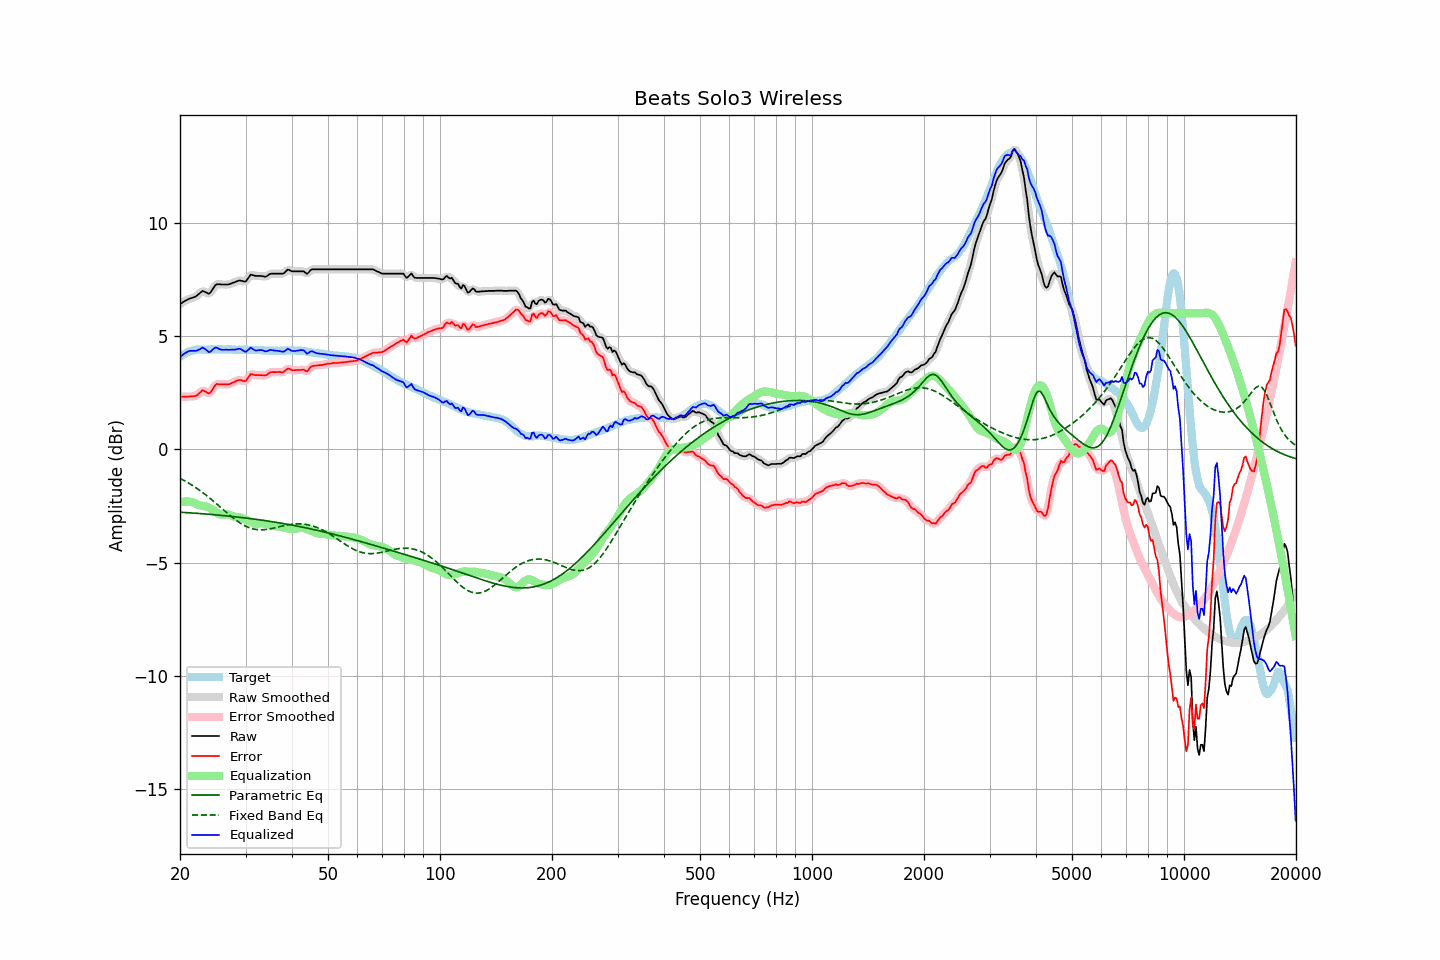 Beats Solo3 Wireless
Amplitude (dBr)
10
5
0
−5
−10
−15
Target
Raw Smoothed
Error Smoothed
Raw
Error
Equalization
Parametric Eq
Fixed Band Eq
Equalized
20 50 100 200 500 1000 2000 5000 10000 20000
Frequency (Hz)